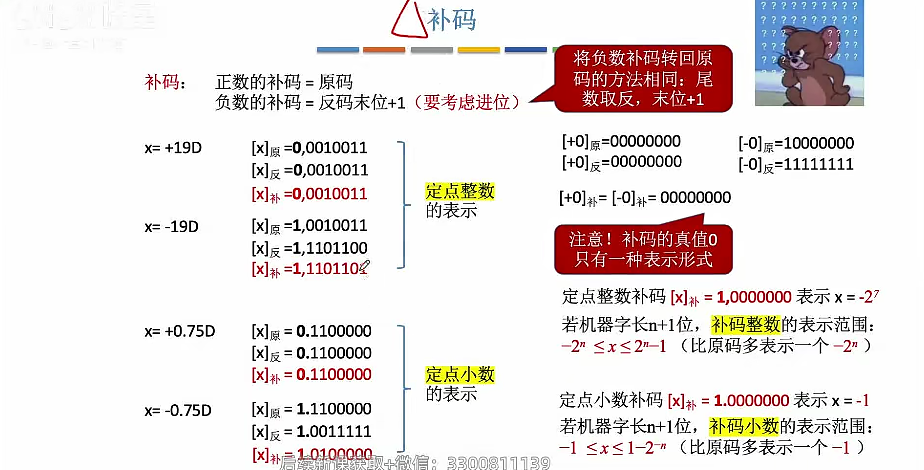 补码
将负数补码转回原
码的方法相同：尾
数取反，末位+1
补码： 正数的补码 = 原码
负数的补码 = 反码末位+1（要考虑进位）
x= +19D [x]原 =0,0010011
[x]反 =0,0010011
[x]补 =0,0010011
x= -19D [x]原 =1,0010011
[x]反 =1,1101100
[x]补 =1,110110
定点整数
的表示
x= +0.75D [x]原 = 0.1100000
[x]反 = 0.1100000
[x]补 = 0.1100000
x= -0.75D [x]原 = 1.1100000
[x]反 = 1.0011111
[x]补 = 1.0100000
定点小数
的表示
[+0]原=00000000 [-0]原=10000000
[+0]反=00000000 [-0]反=11111111
[+0]补= [-0]补= 00000000
注意！补码的真值0
只有一种表示形式
定点整数补码 [x]补 = 1,0000000 表示 x = -2⁷
若机器字长n+1位，补码整数的表示范围：
−2ⁿ ≤ x ≤ 2ⁿ−1 （比原码多表示一个 −2ⁿ ）
定点小数补码 [x]补 = 1.0000000 表示 x = -1
若机器字长n+1位，补码小数的表示范围：
−1 ≤ x ≤ 1−2⁻ⁿ （比原码多表示一个 −1 ）
后续新课获取+微信：3300811139